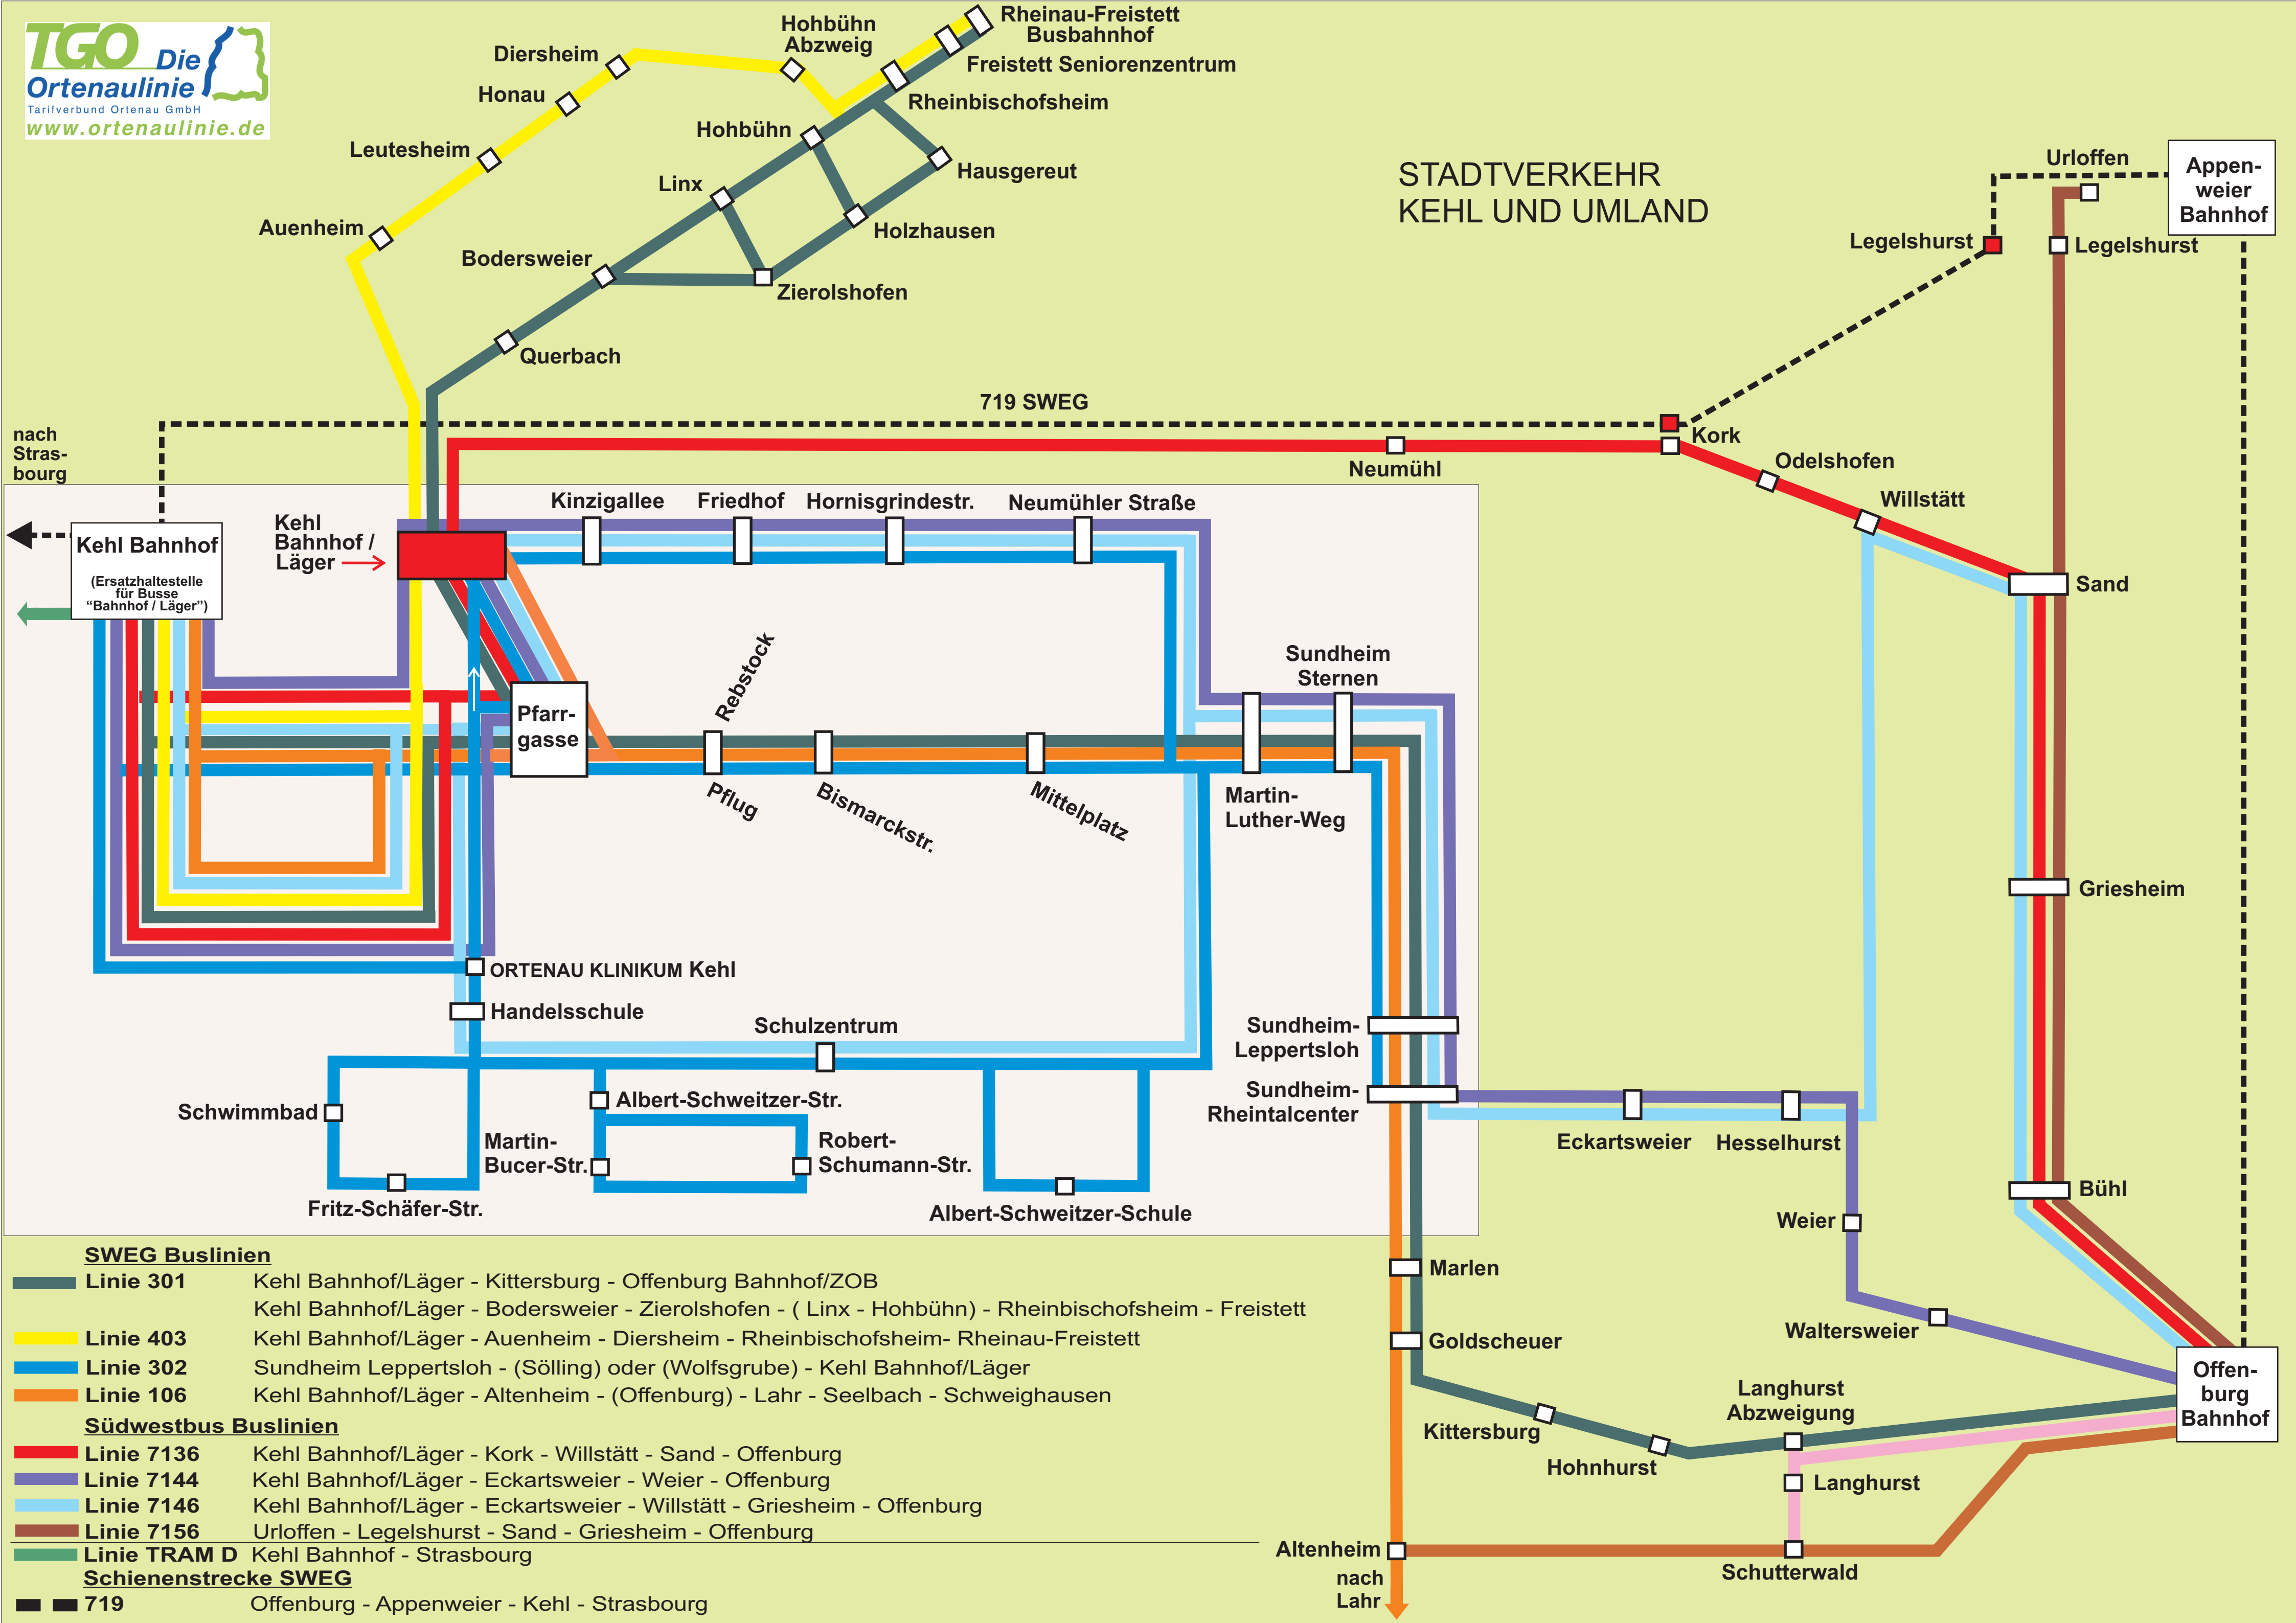 TGO Die
Ortenaulinie
Tarifverbund Ortenau GmbH
www.ortenaulinie.de
STADTVERKEHR
KEHL UND UMLAND
Rheinau-Freistett
Busbahnhof
Freistett Seniorenzentrum
Rheinbischofsheim
Hohbühn
Abzweig
Diersheim
Honau
Leutesheim
Auenheim
Hohbühn
Linx
Bodersweier
Querbach
Hausgereut
Holzhausen
Zierolshofen
Urloffen
Appen-
weier
Bahnhof
Legelshurst
Legelshurst
719 SWEG
Kork
Neumühl
Odelshofen
Willstätt
Sand
Griesheim
Bühl
nach
Stras-
bourg
Kehl Bahnhof
(Ersatzhaltestelle
für Busse
“Bahnhof / Läger”)
Kehl
Bahnhof /
Läger
Kinzigallee
Friedhof
Hornisgrindestr.
Neumühler Straße
Pfarr-
gasse
Rebstock
Pflug
Bismarckstr.
Mittelplatz
Sundheim
Sternen
Martin-
Luther-Weg
ORTENAU KLINIKUM Kehl
Handelsschule
Schulzentrum
Schwimmbad
Fritz-Schäfer-Str.
Albert-Schweitzer-Str.
Martin-
Bucer-Str.
Robert-
Schumann-Str.
Albert-Schweitzer-Schule
Sundheim-
Leppertsloh
Sundheim-
Rheintalcenter
Eckartsweier
Hesselhurst
Weier
Waltersweier
Marlen
Goldscheuer
Kittersburg
Hohnhurst
Langhurst
Abzweigung
Langhurst
Schutterwald
Offen-
burg
Bahnhof
Altenheim
nach
Lahr
SWEG Buslinien
Linie 301 Kehl Bahnhof/Läger - Kittersburg - Offenburg Bahnhof/ZOB
Kehl Bahnhof/Läger - Bodersweier - Zierolshofen - ( Linx - Hohbühn) - Rheinbischofsheim - Freistett
Linie 403 Kehl Bahnhof/Läger - Auenheim - Diersheim - Rheinbischofsheim- Rheinau-Freistett
Linie 302 Sundheim Leppertsloh - (Sölling) oder (Wolfsgrube) - Kehl Bahnhof/Läger
Linie 106 Kehl Bahnhof/Läger - Altenheim - (Offenburg) - Lahr - Seelbach - Schweighausen
Südwestbus Buslinien
Linie 7136 Kehl Bahnhof/Läger - Kork - Willstätt - Sand - Offenburg
Linie 7144 Kehl Bahnhof/Läger - Eckartsweier - Weier - Offenburg
Linie 7146 Kehl Bahnhof/Läger - Eckartsweier - Willstätt - Griesheim - Offenburg
Linie 7156 Urloffen - Legelshurst - Sand - Griesheim - Offenburg
Linie TRAM D Kehl Bahnhof - Strasbourg
Schienenstrecke SWEG
719 Offenburg - Appenweier - Kehl - Strasbourg